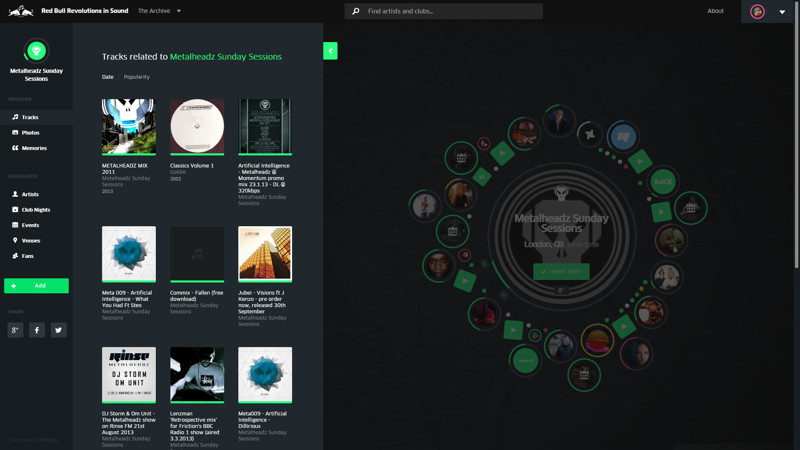 Red Bull Revolutions in Sound
The Archive
Find artists and clubs...
About
Metalheadz Sunday
Sessions
DISCOVER
Tracks
Photos
Memories
Artists
Club Nights
Events
Venues
Fans
Add
SHARE
Tracks related to Metalheadz Sunday Sessions
Date
Popularity
METALHEADZ MIX
2011
Metalheadz Sunday
Sessions
2013
Classics Volume 1
Goldie
2003
Artificial Intelligence
- Metalheadz @
Momentum promo
mix 23.1.13 - DL @
320kbps
Metalheadz Sunday
Sessions
Meta 009 - Artificial
Intelligence - What
You Had Ft Steo
Metalheadz Sunday
Sessions
Commix - Fallen (free
download)
Metalheadz Sunday
Sessions
Jubei - Visions ft J
Kenzo - pre order
now, released 30th
September
Metalheadz Sunday
Sessions
RINSE
METALHEADZ
DJ STORM
OM UNIT
DJ Storm & Om Unit -
The Metalheadz show
on Rinse FM 21st
August 2013
Metalheadz Sunday
Sessions
Lenzman
'Retrospective mix'
for Friction's BBC
Radio 1 show (aired
3.3.2013)
Metalheadz Sunday
Meta009 - Artificial
Intelligence -
Dillirious
Metalheadz Sunday
Sessions
Metalheadz Sunday
Sessions
London, GB
I was here!